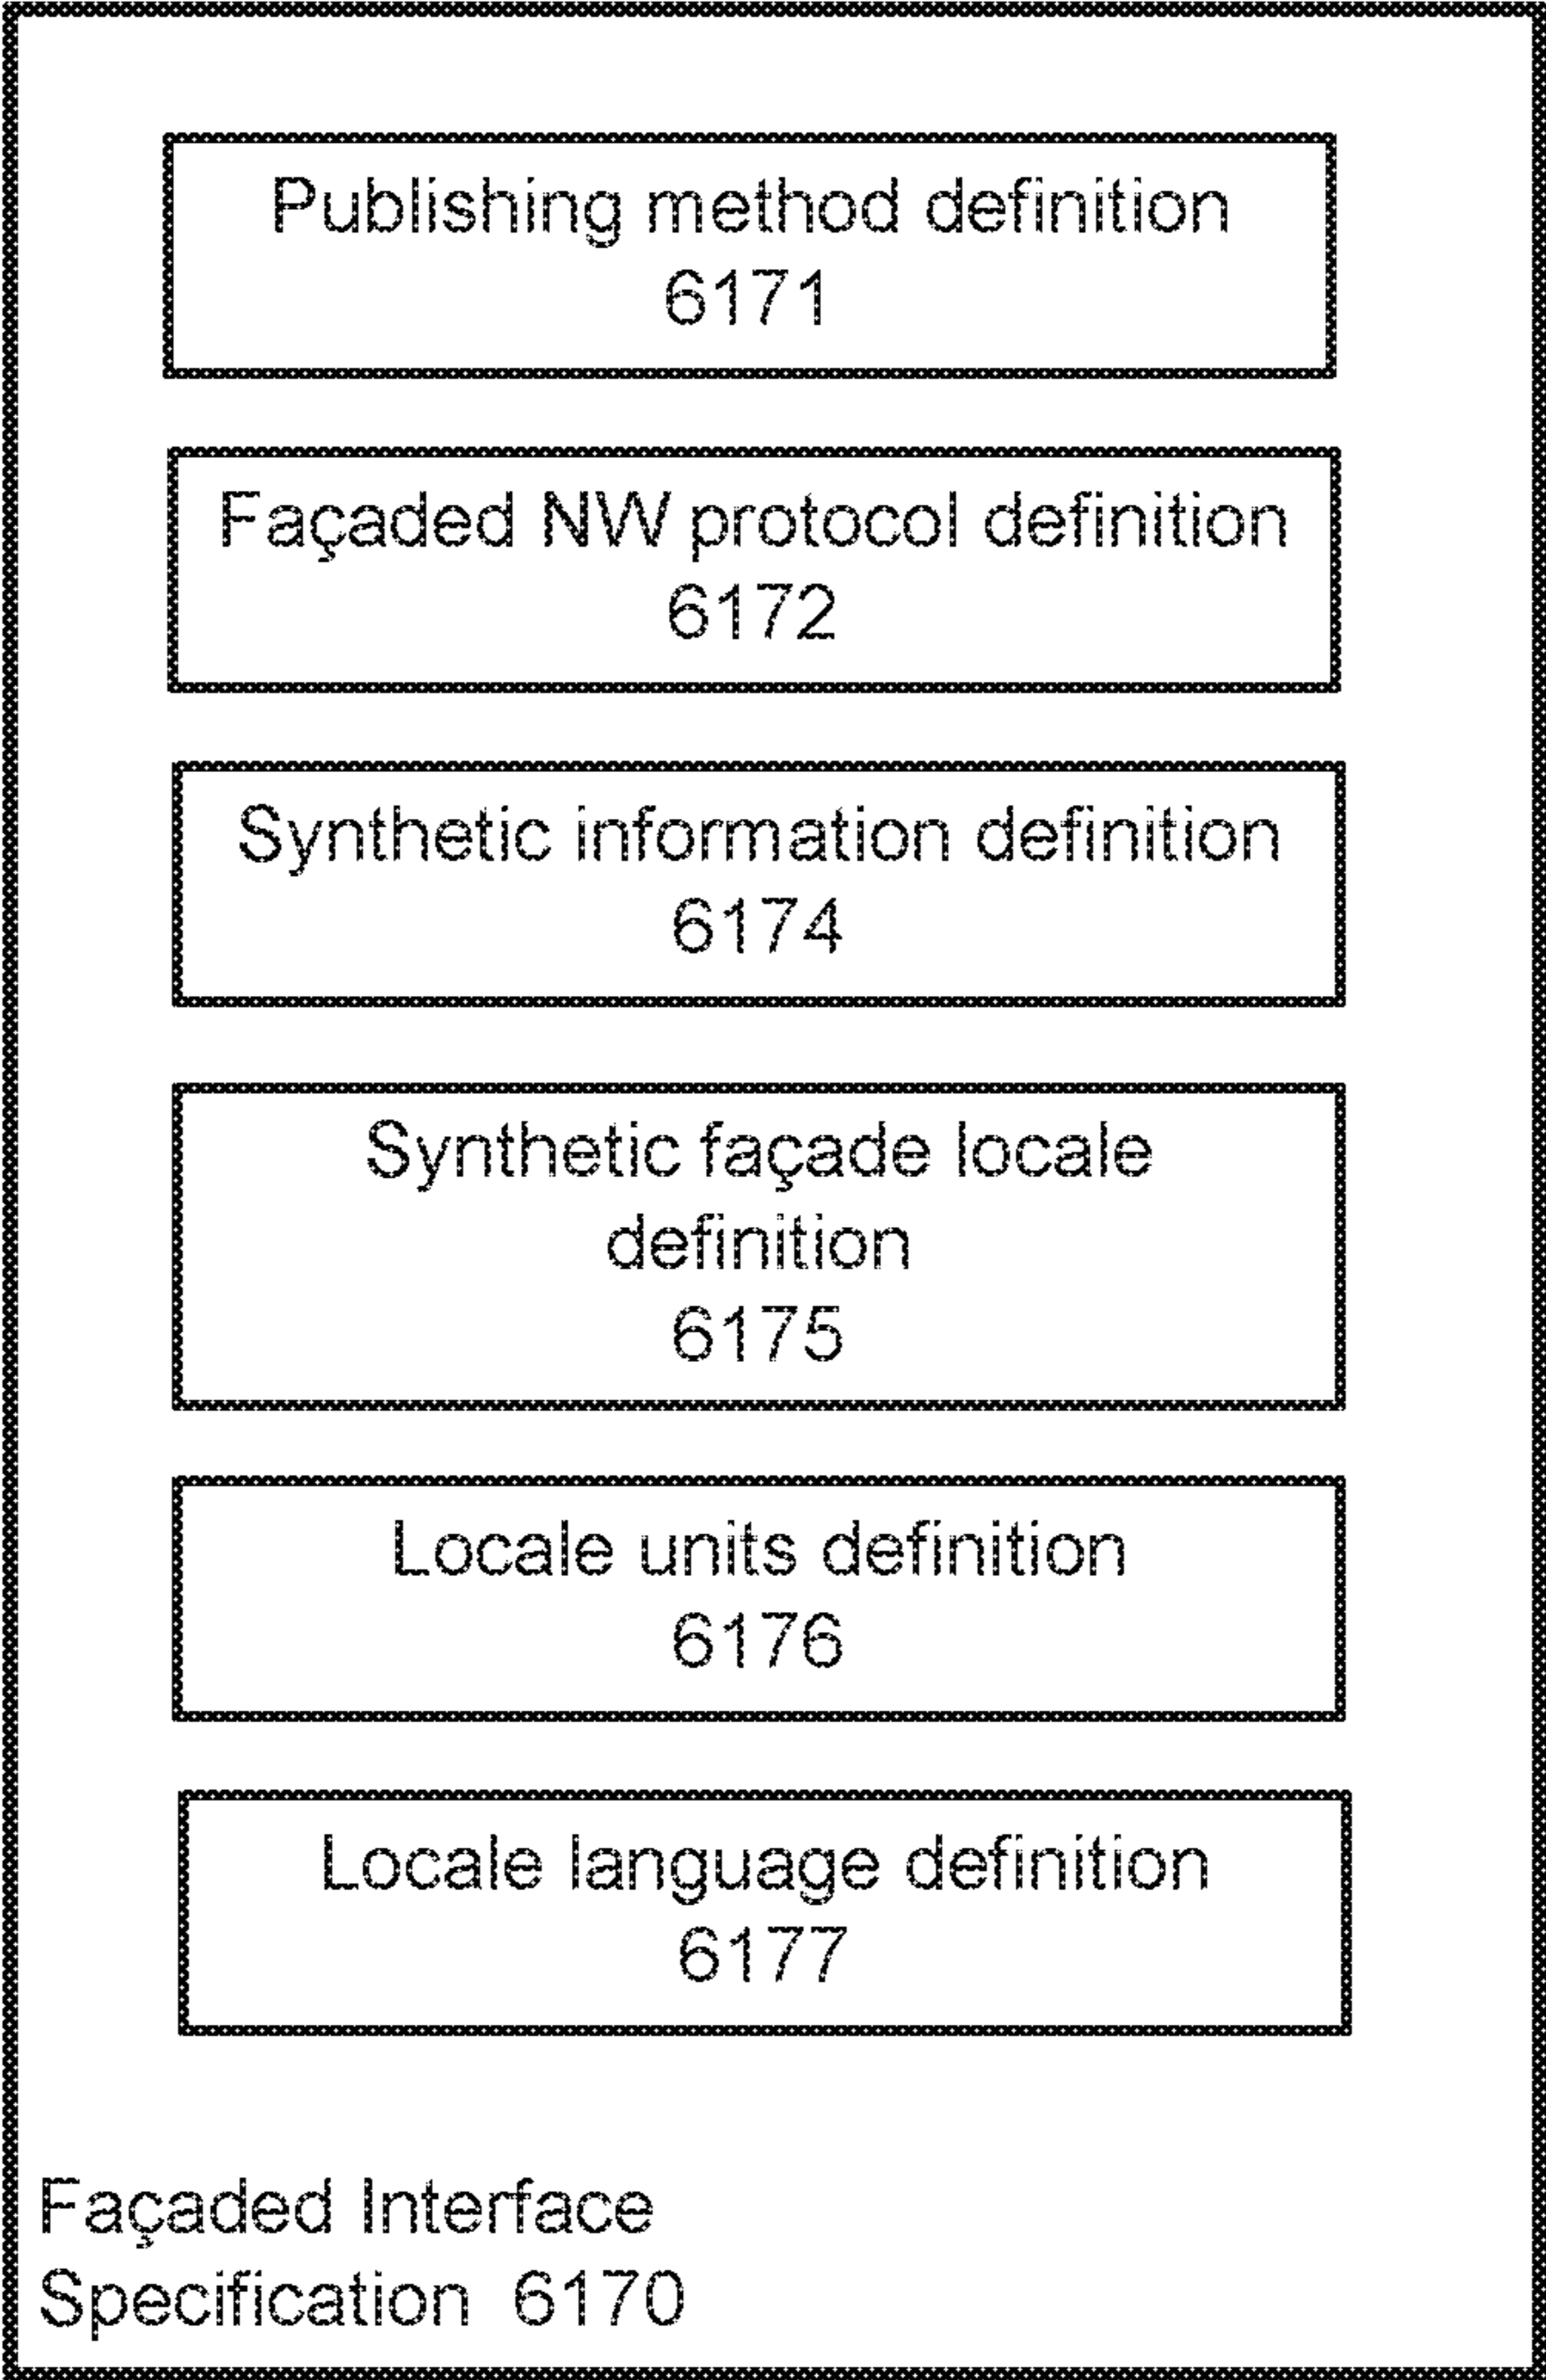 Publishing method definition
6171
Façaded NW protocol definition
6172
Synthetic information definition
6174
Synthetic façade locale
definition
6175
Locale units definition
6176
Locale language definition
6177
Façaded Interface
Specification 6170